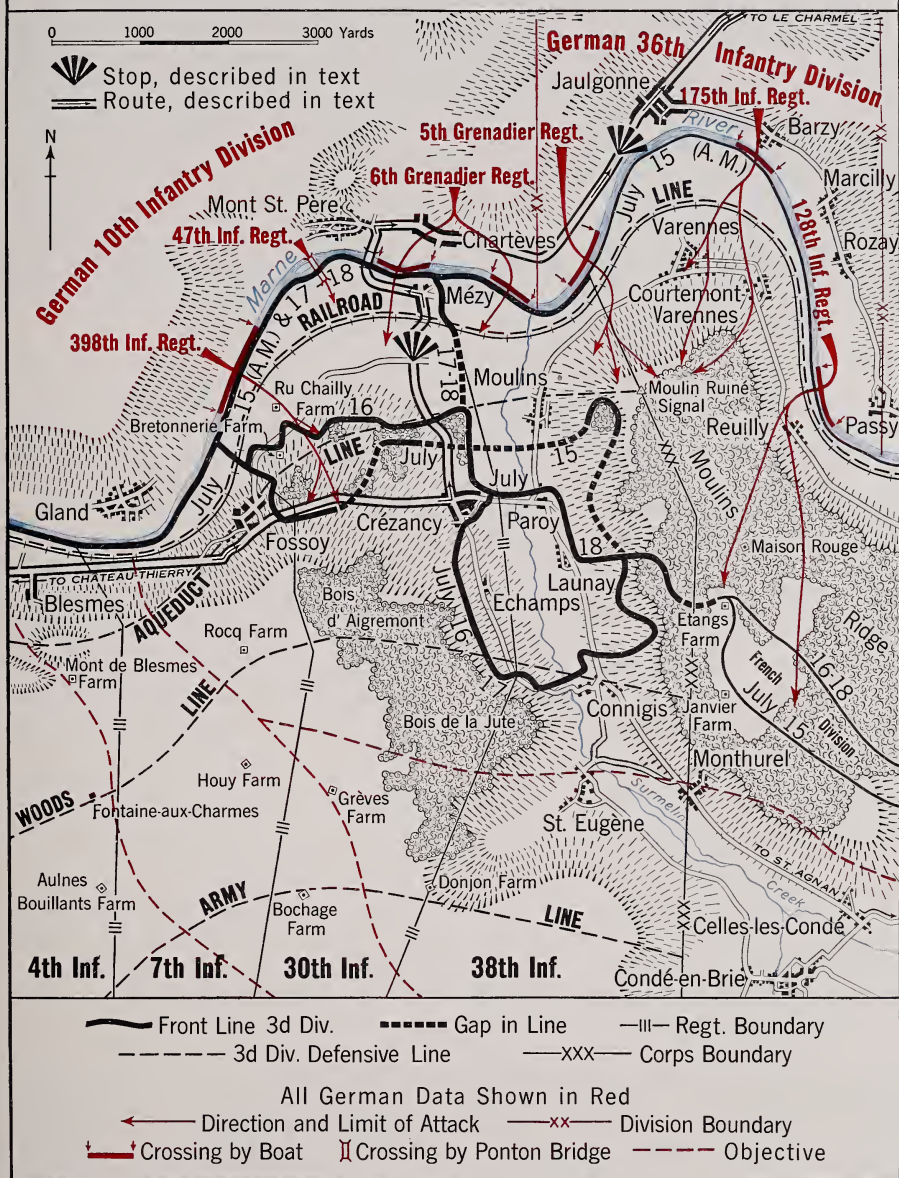 TO LE CHARMEL
0 1000 2000 3000 Yards
Stop, described in text
Route, described in text
N
German 36th Infantry Division
Jaulgonne
175th Inf. Regt.
River
Barzy
5th Grenadier Regt.
6th Grenadier Regt.
German 10th Infantry Division
Mont St. Père
Chartèves
July 15 (A.M.)
LINE
Marcilly
Varennes
128th Inf. Regt.
Rozay
47th Inf. Regt.
Marne
Mézy
Courtemont-Varennes
RAILROAD
398th Inf. Regt.
July 15 (A.M.) & 17-18
17-18
Moulins
Ru Chailly
Farm
16
Moulin Ruiné
Signal
Bretonnerie Farm
Reuilly
Passy
LINE
July
15
XXX
Moulins
Gland
July
Crézancy
Paroy
Fossoy
18
Maison Rouge
TO CHÂTEAU-THIERRY
Launay
Blesmes
AQUEDUCT
Bois
d' Aigremont
July
16
Echamps
Etangs
Farm
Ridge
Rocq Farm
16-18
French
Division
July
15
Mont de Blesmes
Farm
LINE
17
Connigis
Janvier
Farm
Bois de la Jute
Monthurel
Houy Farm
Grèves
Farm
WOODS
Fontaine-aux-Charmes
Surmelin
Creek
St. Eugène
TO ST. AGNAN
Aulnes
Bouillants Farm
ARMY
Donjon Farm
LINE
Bochage
Farm
Celles-les-Condé
4th Inf.
7th Inf.
30th Inf.
38th Inf.
Condé-en-Brie
Front Line 3d Div.
Gap in Line
Regt. Boundary
3d Div. Defensive Line
XXX
Corps Boundary
All German Data Shown in Red
Direction and Limit of Attack
XX
Division Boundary
Crossing by Boat
Crossing by Ponton Bridge
Objective